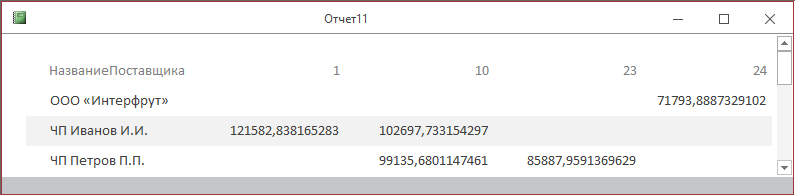 Отчет11
НазваниеПоставщика 1 10 23 24
ООО «Интерфрут» 71793,8887329102
ЧП Иванов И.И. 121582,838165283 102697,733154297
ЧП Петров П.П. 99135,6801147461 85887,9591369629